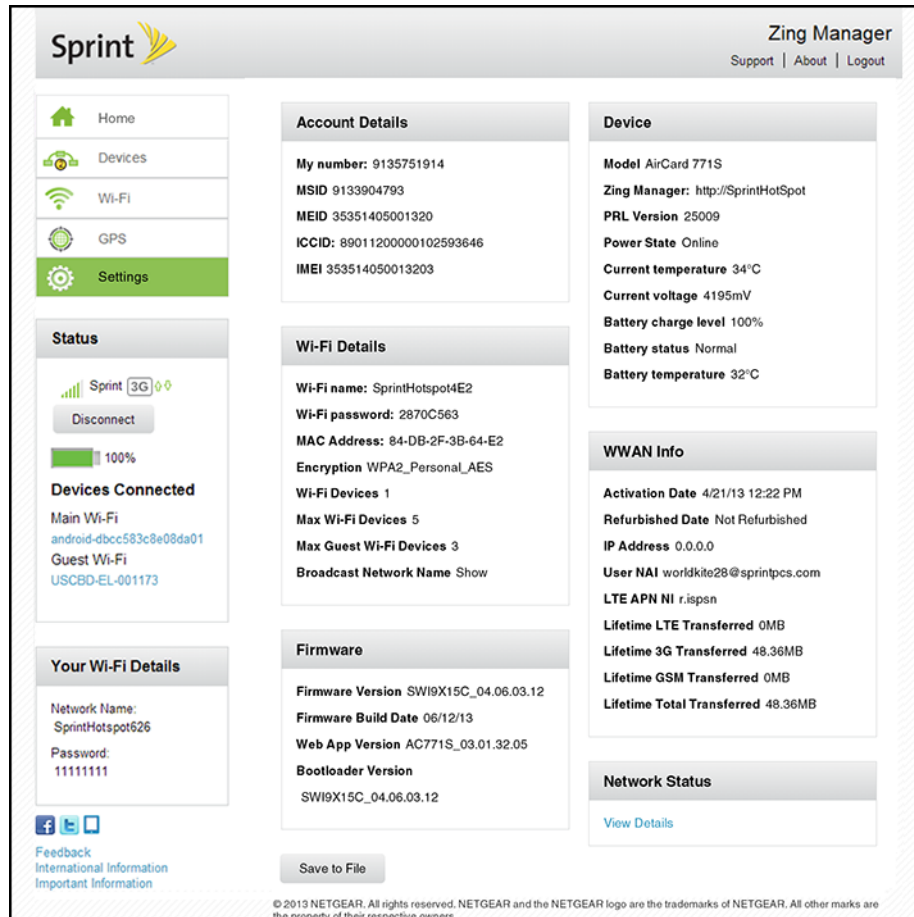 Sprint
Zing Manager
Support | About | Logout
Home
Devices
Wi-Fi
GPS
Settings
Status
Sprint 3G
Disconnect
100%
Devices Connected
Main Wi-Fi
android-dbcc583c8e08da01
Guest Wi-Fi
USCBD-EL-001173
Your Wi-Fi Details
Network Name:
SprintHotspot626
Password:
11111111
Feedback
International Information
Important Information
Account Details
My number: 9135751914
MSID 9133904793
MEID 35351405001320
ICCID: 89011200000102593646
IMEI 353514050013203
Wi-Fi Details
Wi-Fi name: SprintHotspot4E2
Wi-Fi password: 2870C563
MAC Address: 84-DB-2F-3B-64-E2
Encryption WPA2_Personal_AES
Wi-Fi Devices 1
Max Wi-Fi Devices 5
Max Guest Wi-Fi Devices 3
Broadcast Network Name Show
Firmware
Firmware Version SWI9X15C_04.06.03.12
Firmware Build Date 06/12/13
Web App Version AC771S_03.01.32.05
Bootloader Version
SWI9X15C_04.06.03.12
Save to File
Device
Model AirCard 771S
Zing Manager: http://SprintHotSpot
PRL Version 25009
Power State Online
Current temperature 34°C
Current voltage 4195mV
Battery charge level 100%
Battery status Normal
Battery temperature 32°C
WWAN Info
Activation Date 4/21/13 12:22 PM
Refurbished Date Not Refurbished
IP Address 0.0.0.0
User NAI worldkite28@sprintpcs.com
LTE APN NI r.ispsn
Lifetime LTE Transferred 0MB
Lifetime 3G Transferred 48.36MB
Lifetime GSM Transferred 0MB
Lifetime Total Transferred 48.36MB
Network Status
View Details
© 2013 NETGEAR. All rights reserved. NETGEAR and the NETGEAR logo are the trademarks of NETGEAR. All other marks are
the property of their respective owners.